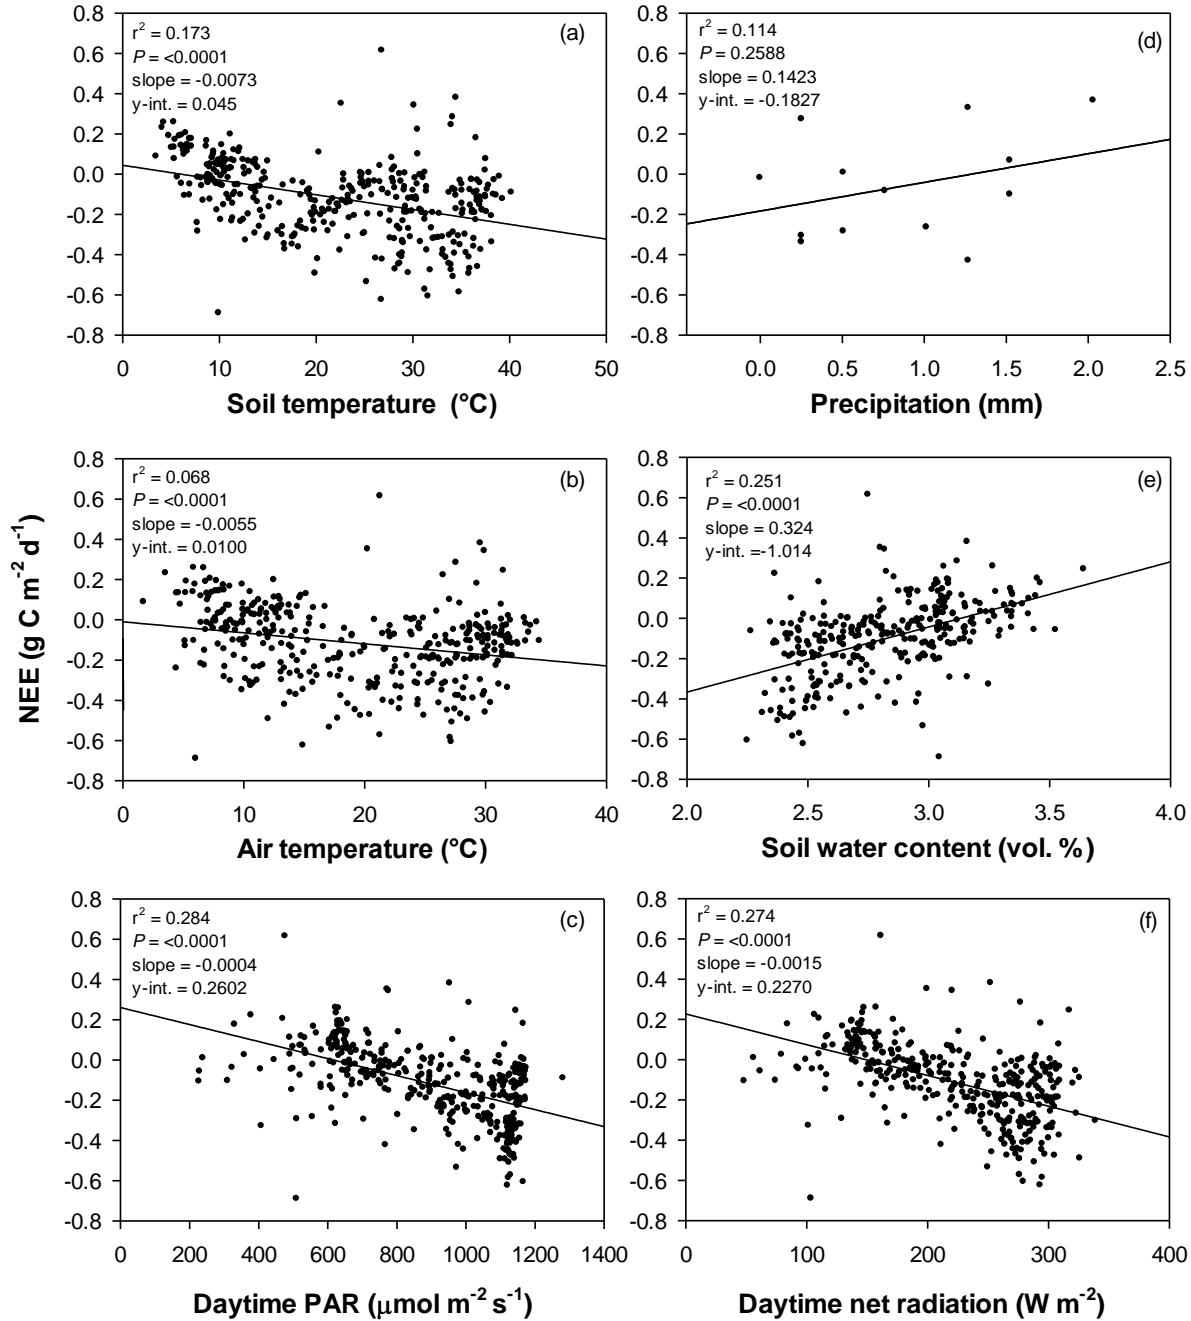 0.8
0.6
0.4
0.2
0.0
-0.2
-0.4
-0.6
-0.8
r² = 0.173
P = <0.0001
slope = -0.0073
y-int. = 0.045
(a)
0 10 20 30 40 50
Soil temperature (°C)
0.8
0.6
0.4
0.2
0.0
-0.2
-0.4
-0.6
-0.8
r² = 0.114
P = 0.2588
slope = 0.1423
y-int. = -0.1827
(d)
0.0 0.5 1.0 1.5 2.0 2.5
Precipitation (mm)
NEE (g C m⁻² d⁻¹)
0.8
0.6
0.4
0.2
0.0
-0.2
-0.4
-0.6
-0.8
r² = 0.068
P = <0.0001
slope = -0.0055
y-int. = 0.0100
(b)
0 10 20 30 40
Air temperature (°C)
0.8
0.6
0.4
0.2
0.0
-0.2
-0.4
-0.6
-0.8
r² = 0.251
P = <0.0001
slope = 0.324
y-int. =-1.014
(e)
2.0 2.5 3.0 3.5 4.0
Soil water content (vol. %)
0.8
0.6
0.4
0.2
0.0
-0.2
-0.4
-0.6
-0.8
r² = 0.284
P = <0.0001
slope = -0.0004
y-int. = 0.2602
(c)
0 200 400 600 800 1000 1200 1400
Daytime PAR (μmol m⁻² s⁻¹)
0.8
0.6
0.4
0.2
0.0
-0.2
-0.4
-0.6
-0.8
r² = 0.274
P = <0.0001
slope = -0.0015
y-int. = 0.2270
(f)
0 100 200 300 400
Daytime net radiation (W m⁻²)